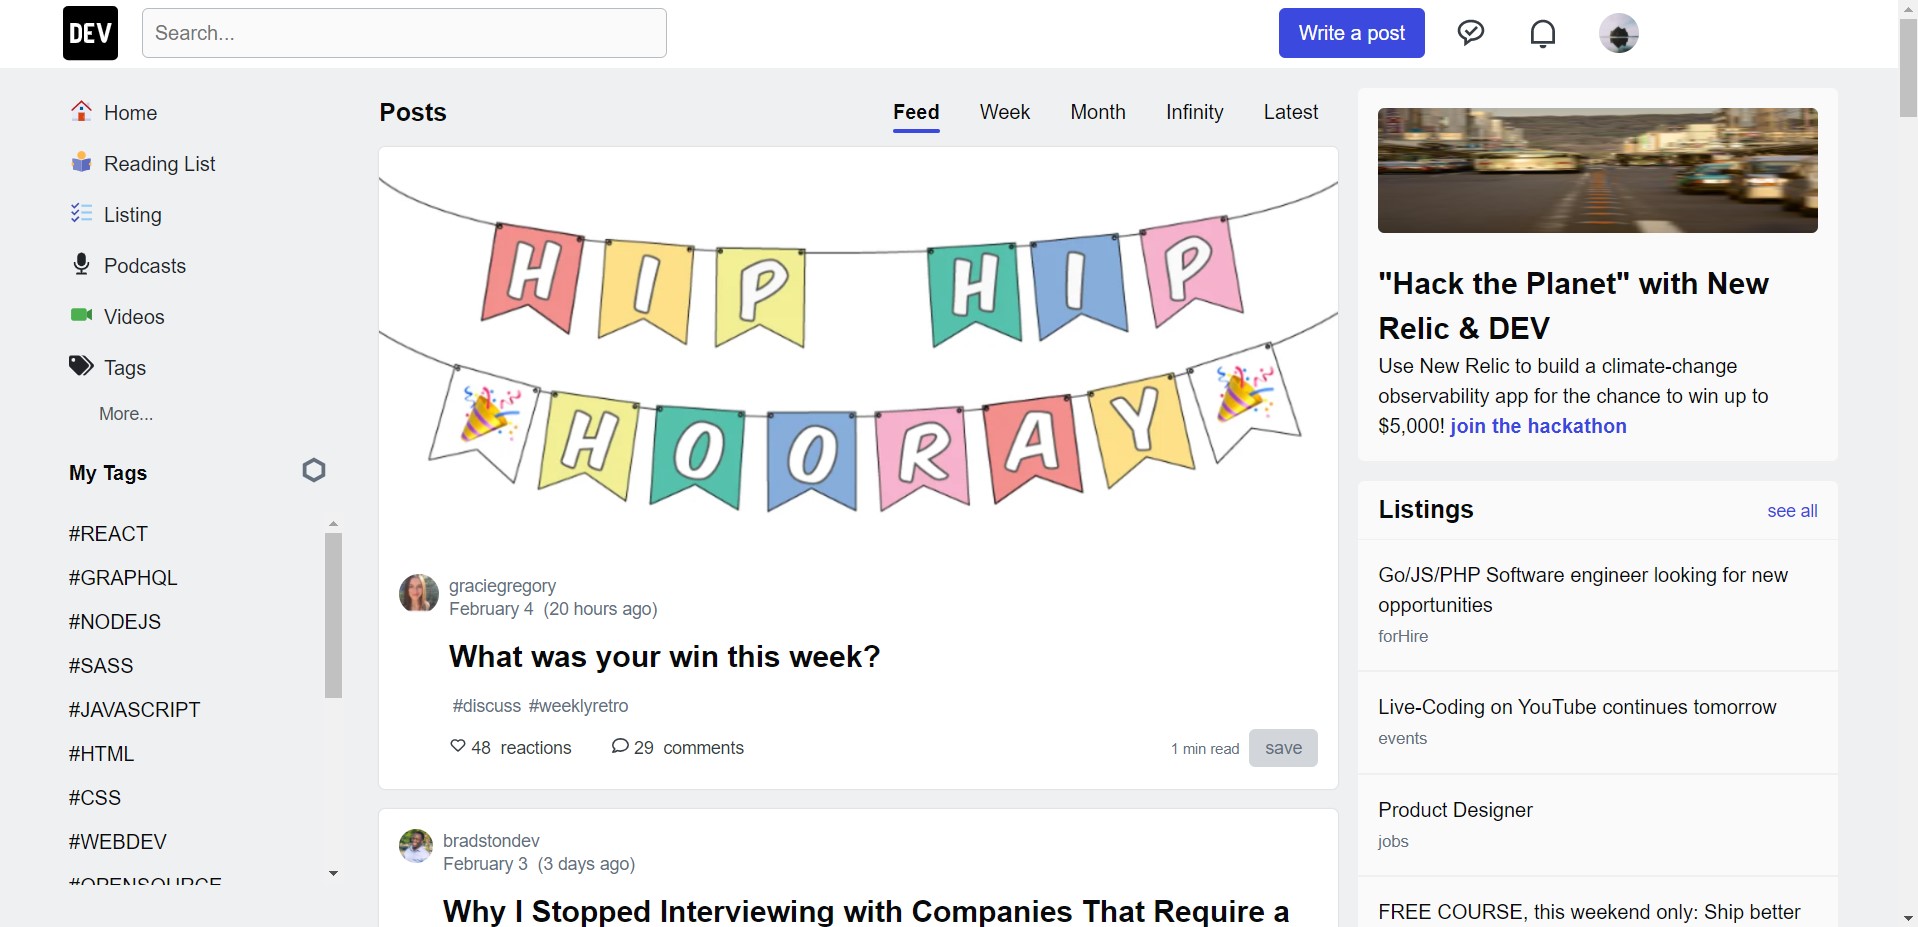 DEV
Search...
Write a post
Home
Reading List
Listing
Podcasts
Videos
Tags
More...
My Tags
#REACT
#GRAPHQL
#NODEJS
#SASS
#JAVASCRIPT
#HTML
#CSS
#WEBDEV
#OPENSOURCE
Posts
Feed Week Month Infinity Latest
HIP HIP
HOORAY
graciegregory
February 4 (20 hours ago)
What was your win this week?
#discuss #weeklyretro
48 reactions 29 comments 1 min read save
bradstondev
February 3 (3 days ago)
Why I Stopped Interviewing with Companies That Require a
"Hack the Planet" with New
Relic & DEV
Use New Relic to build a climate-change
observability app for the chance to win up to
$5,000! join the hackathon
Listings see all
Go/JS/PHP Software engineer looking for new
opportunities
forHire
Live-Coding on YouTube continues tomorrow
events
Product Designer
jobs
FREE COURSE, this weekend only: Ship better